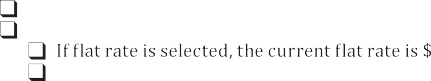 If flat rate is selected, the current flat rate is $